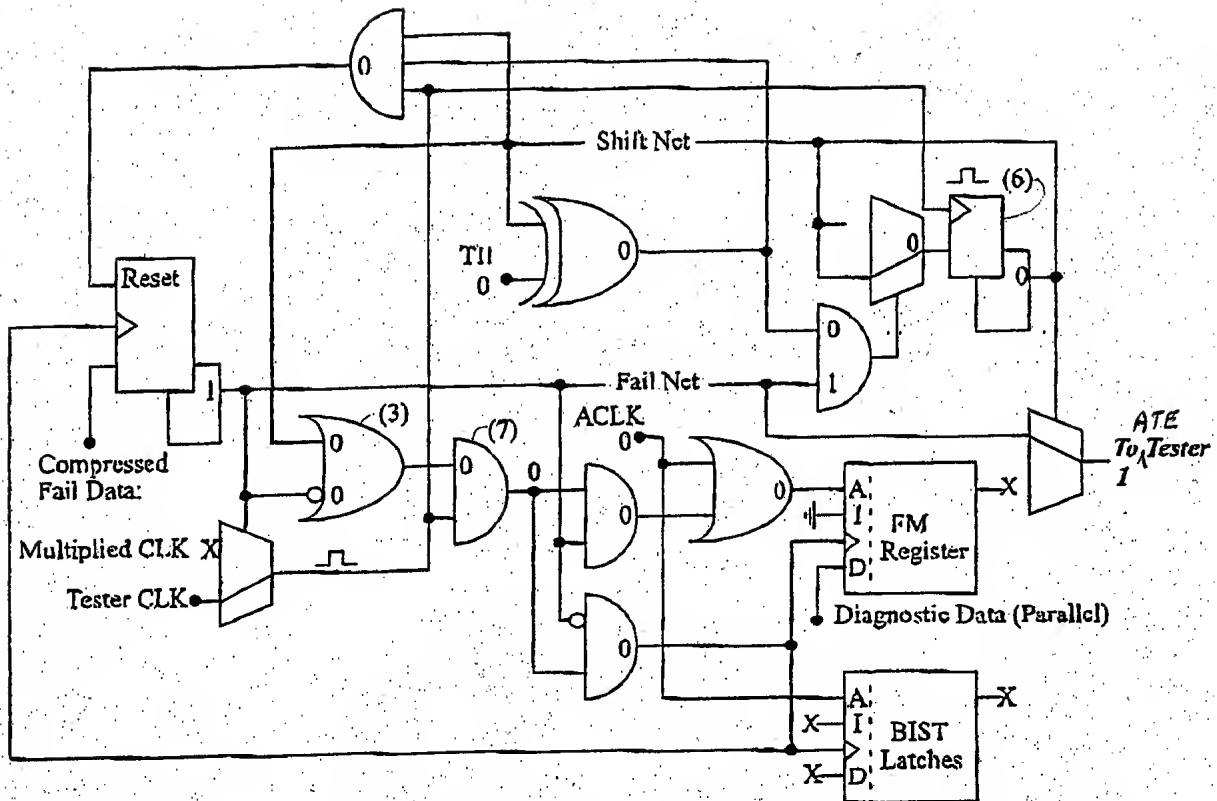 0
Shift Net
(6)
0
TII
0
0
0
Reset
0
1
Fail Net
1
(3)
(7)
ACLK
0
ATE
To Tester
1
0
0
0
0
Compressed
Fail Data:
0
0
A
I
FM
Register
D
X
Multiplied CLK X
Tester CLK
0
Diagnostic Data (Parallel)
A
X
X
I
BIST
Latches
X
D